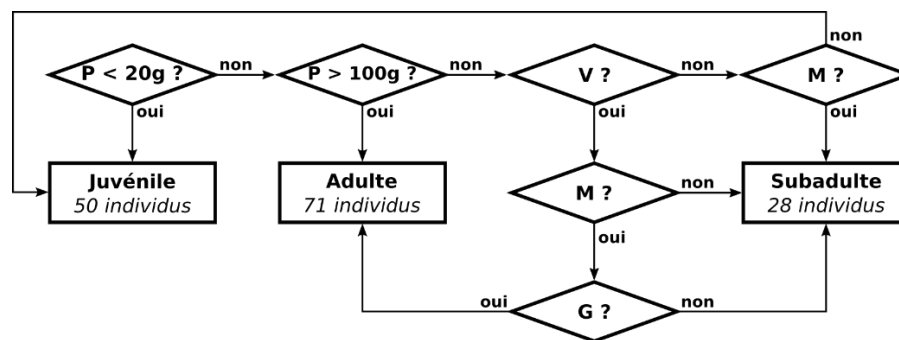 non
P < 20g ?
non
P > 100g ?
non
V ?
non
M ?
oui
oui
oui
oui
Juvénile
50 individus
Adulte
71 individus
M ?
non
Subadulte
28 individus
oui
oui
G ?
non